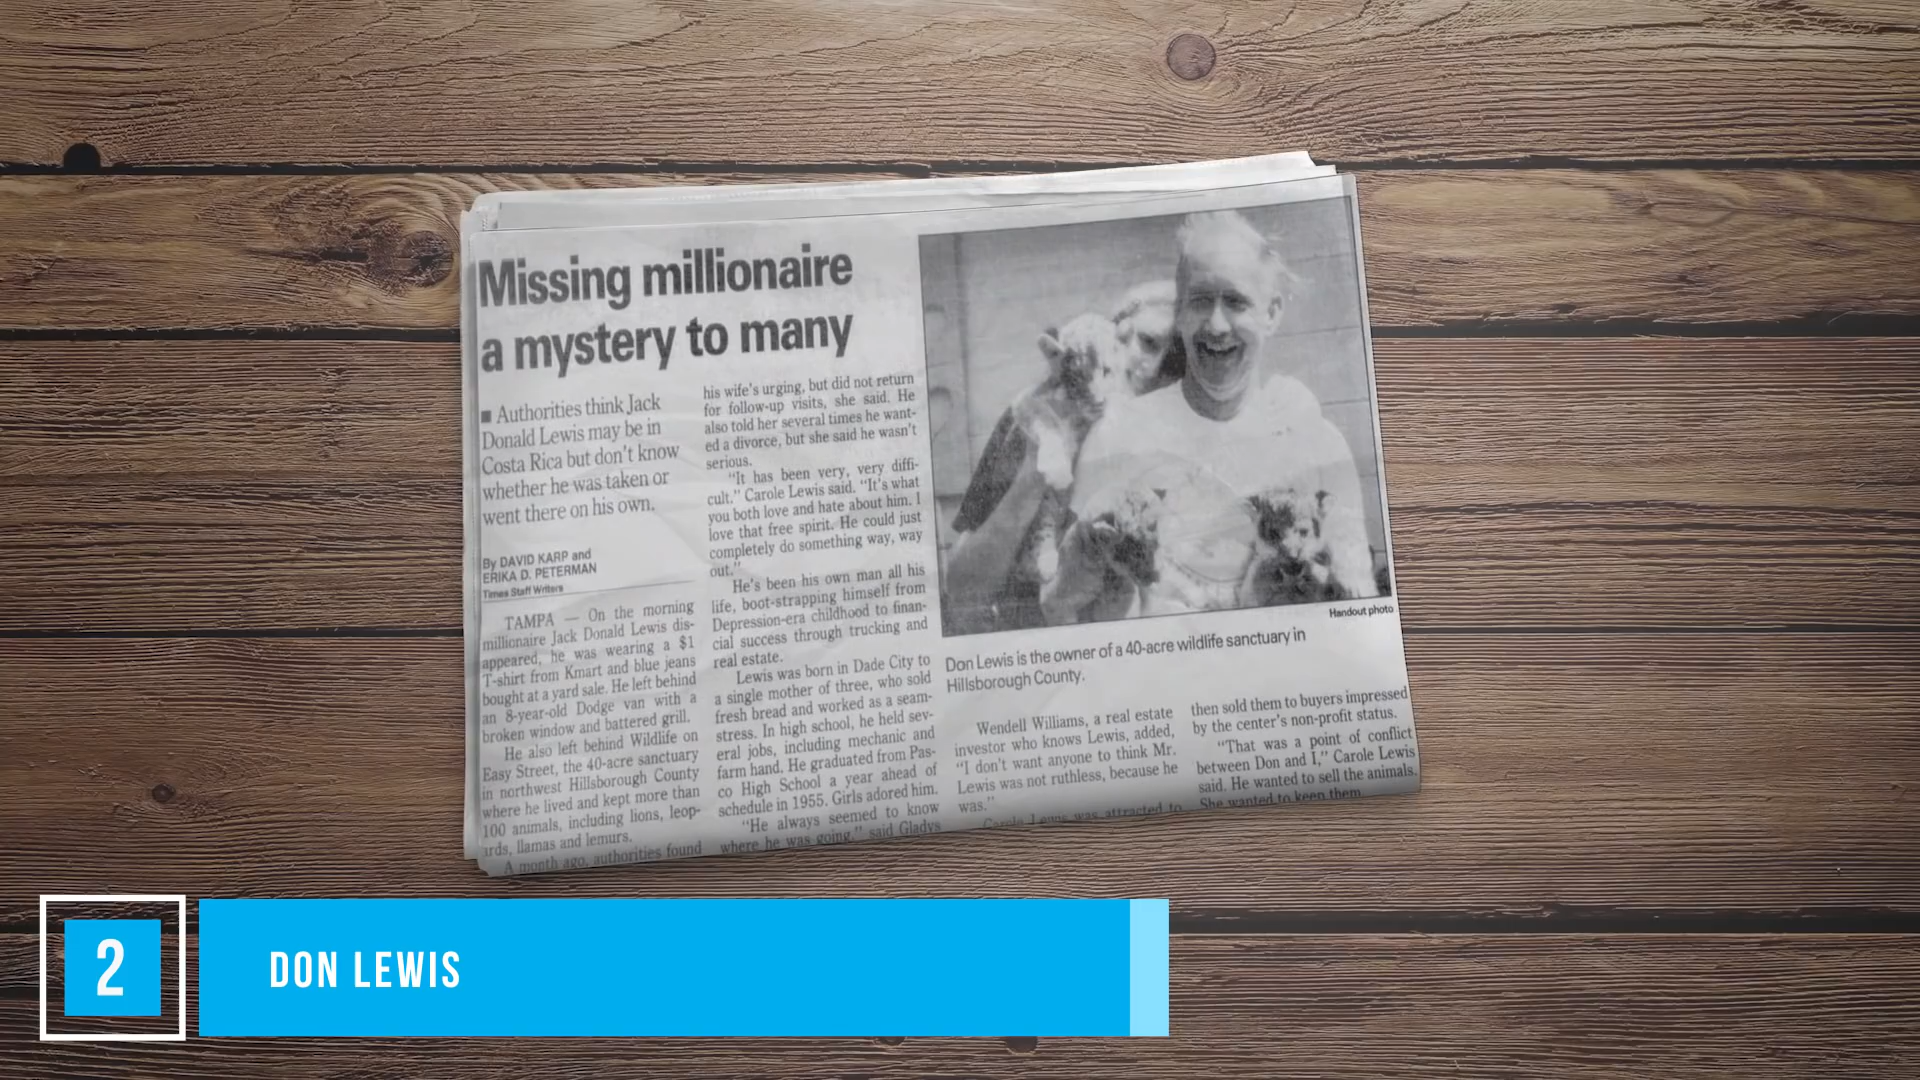 Missing millionaire
a mystery to many
■ Authorities think Jack
Donald Lewis may be in
Costa Rica but don't know
whether he was taken or
went there on his own.
By DAVID KARP and
ERIKA D. PETERMAN
Times Staff Writers
TAMPA — On the morning
millionaire Jack Donald Lewis dis-
appeared, he was wearing a $1
T-shirt from Kmart and blue jeans
bought at a yard sale. He left behind
an 8-year-old Dodge van with a
broken window and battered grill.
He also left behind Wildlife on
Easy Street, the 40-acre sanctuary
in northwest Hillsborough County
where he lived and kept more than
100 animals, including lions, leop-
ards, llamas and lemurs.
A month ago, authorities found
his wife's urging, but did not return
for follow-up visits, she said. He
also told her several times he want-
ed a divorce, but she said he wasn't
serious.
"It has been very, very diffi-
cult," Carole Lewis said. "It's what
you both love and hate about him. I
love that free spirit. He could just
completely do something way, way
out."
He's been his own man all his
life, boot-strapping himself from
Depression-era childhood to finan-
cial success through trucking and
real estate.
Lewis was born in Dade City to
a single mother of three, who sold
fresh bread and worked as a seam-
stress. In high school, he held sev-
eral jobs, including mechanic and
farm hand. He graduated from Pas-
co High School a year ahead of
schedule in 1955. Girls adored him.
"He always seemed to know
where he was going," said Gladys
Handout photo
Don Lewis is the owner of a 40-acre wildlife sanctuary in
Hillsborough County.
Wendell Williams, a real estate
investor who knows Lewis, added,
"I don't want anyone to think Mr.
Lewis was not ruthless, because he
was."
Carole Lewis was attracted to
then sold them to buyers impressed
by the center's non-profit status.
"That was a point of conflict
between Don and I," Carole Lewis
said. He wanted to sell the animals.
She wanted to keep them.
2
DON LEWIS